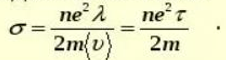 σ = ne²λ / 2m⟨υ⟩ = ne²τ / 2m .